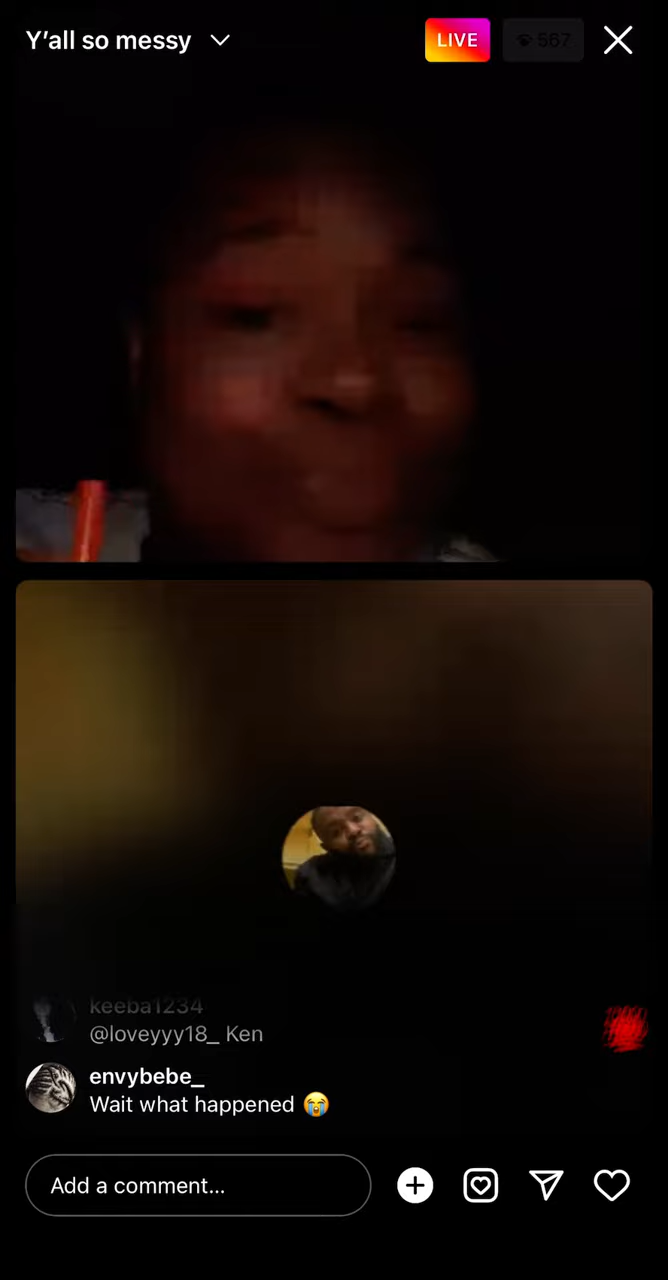 Y'all so messy
LIVE
567
keeba1234
@loveyyy18_ Ken
envybebe_
Wait what happened 😭
Add a comment...